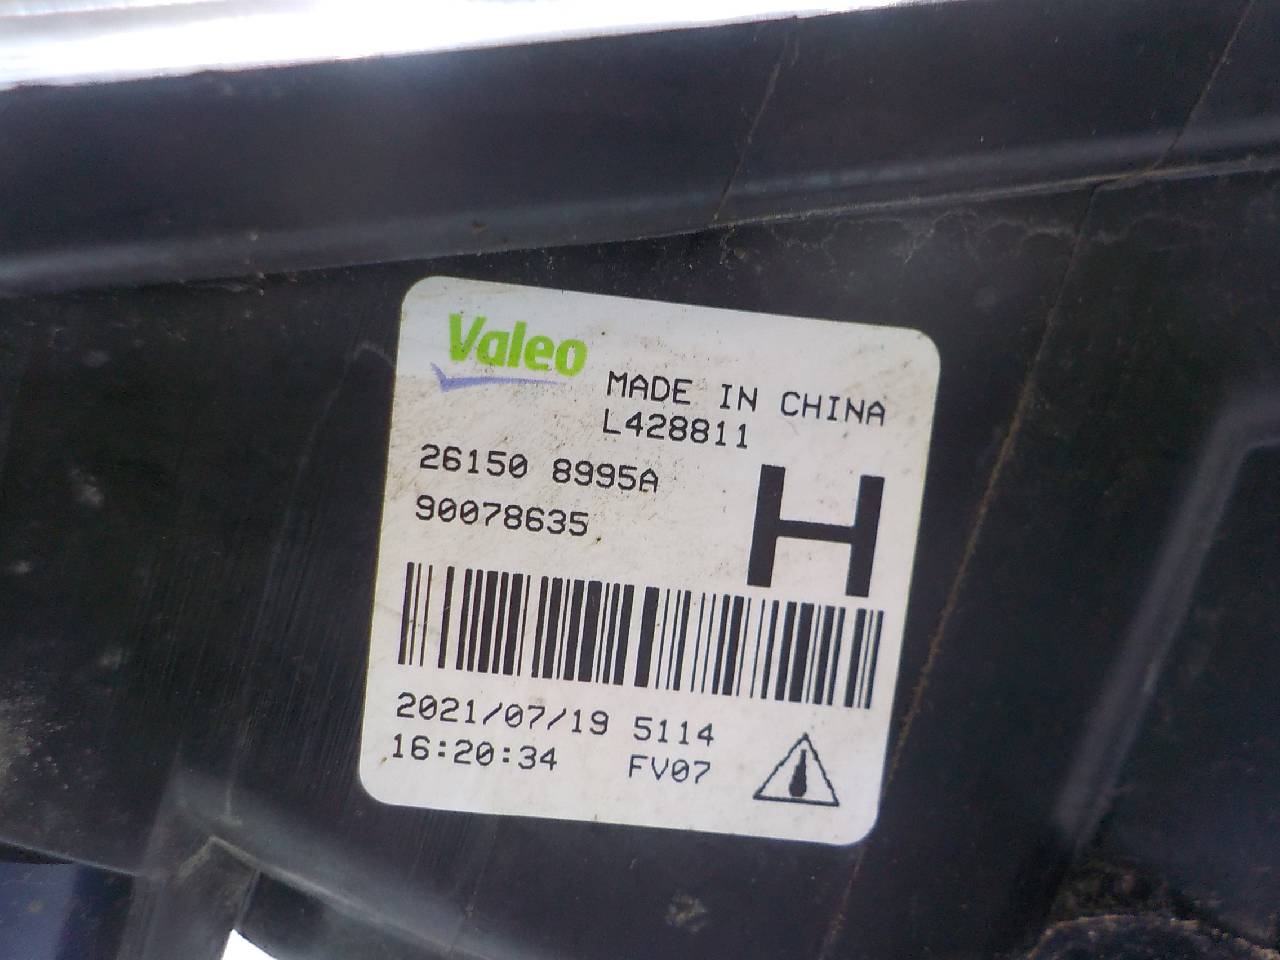 Valeo
MADE IN CHINA
L428811
26150 8995A
90078635
H
2021/07/19 5114
16:20:34 FV07